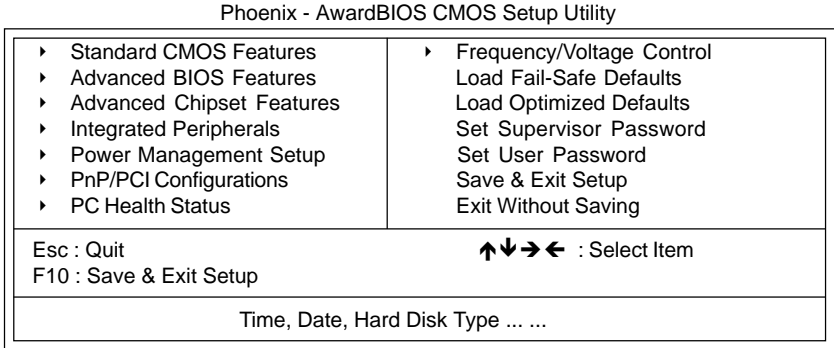 Phoenix - AwardBIOS CMOS Setup Utility
‣ Standard CMOS Features
‣ Advanced BIOS Features
‣ Advanced Chipset Features
‣ Integrated Peripherals
‣ Power Management Setup
‣ PnP/PCI Configurations
‣ PC Health Status
‣ Frequency/Voltage Control
Load Fail-Safe Defaults
Load Optimized Defaults
Set Supervisor Password
Set User Password
Save & Exit Setup
Exit Without Saving
Esc : Quit
F10 : Save & Exit Setup
↑↓→← : Select Item
Time, Date, Hard Disk Type ... ...